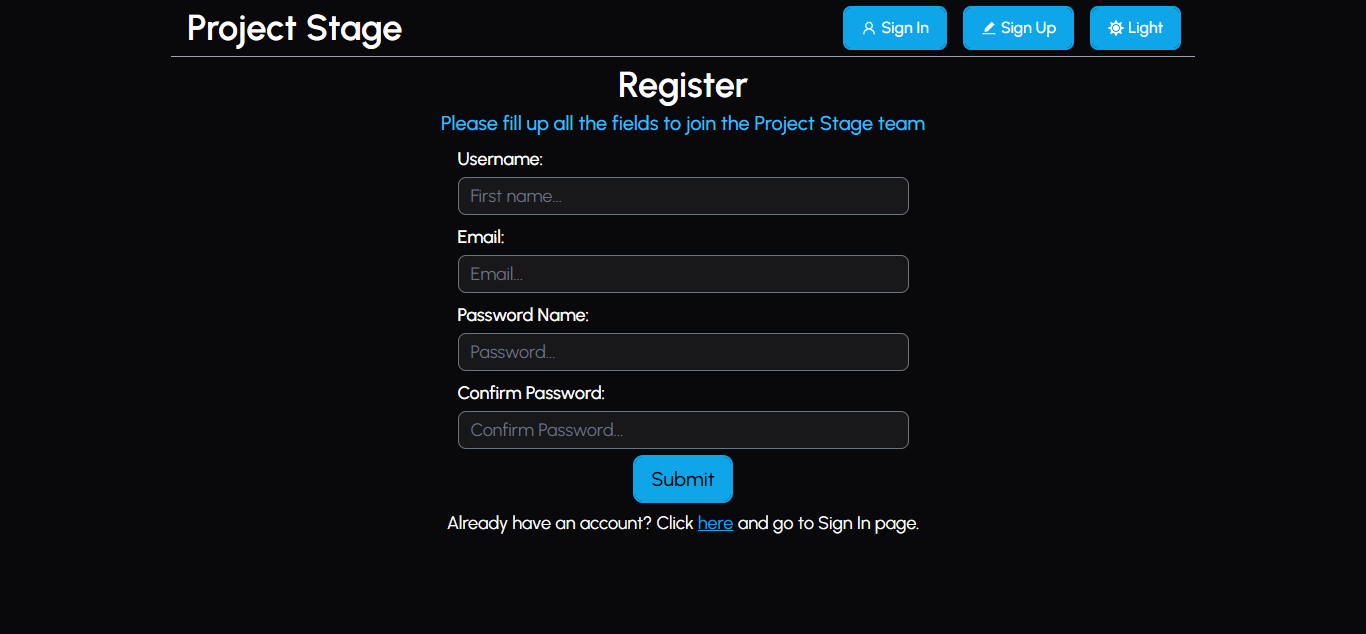 Project Stage
Sign In
Sign Up
Light
Register
Please fill up all the fields to join the Project Stage team
Username:
First name...
Email:
Email...
Password Name:
Password...
Confirm Password:
Confirm Password...
Submit
Already have an account? Click here and go to Sign In page.